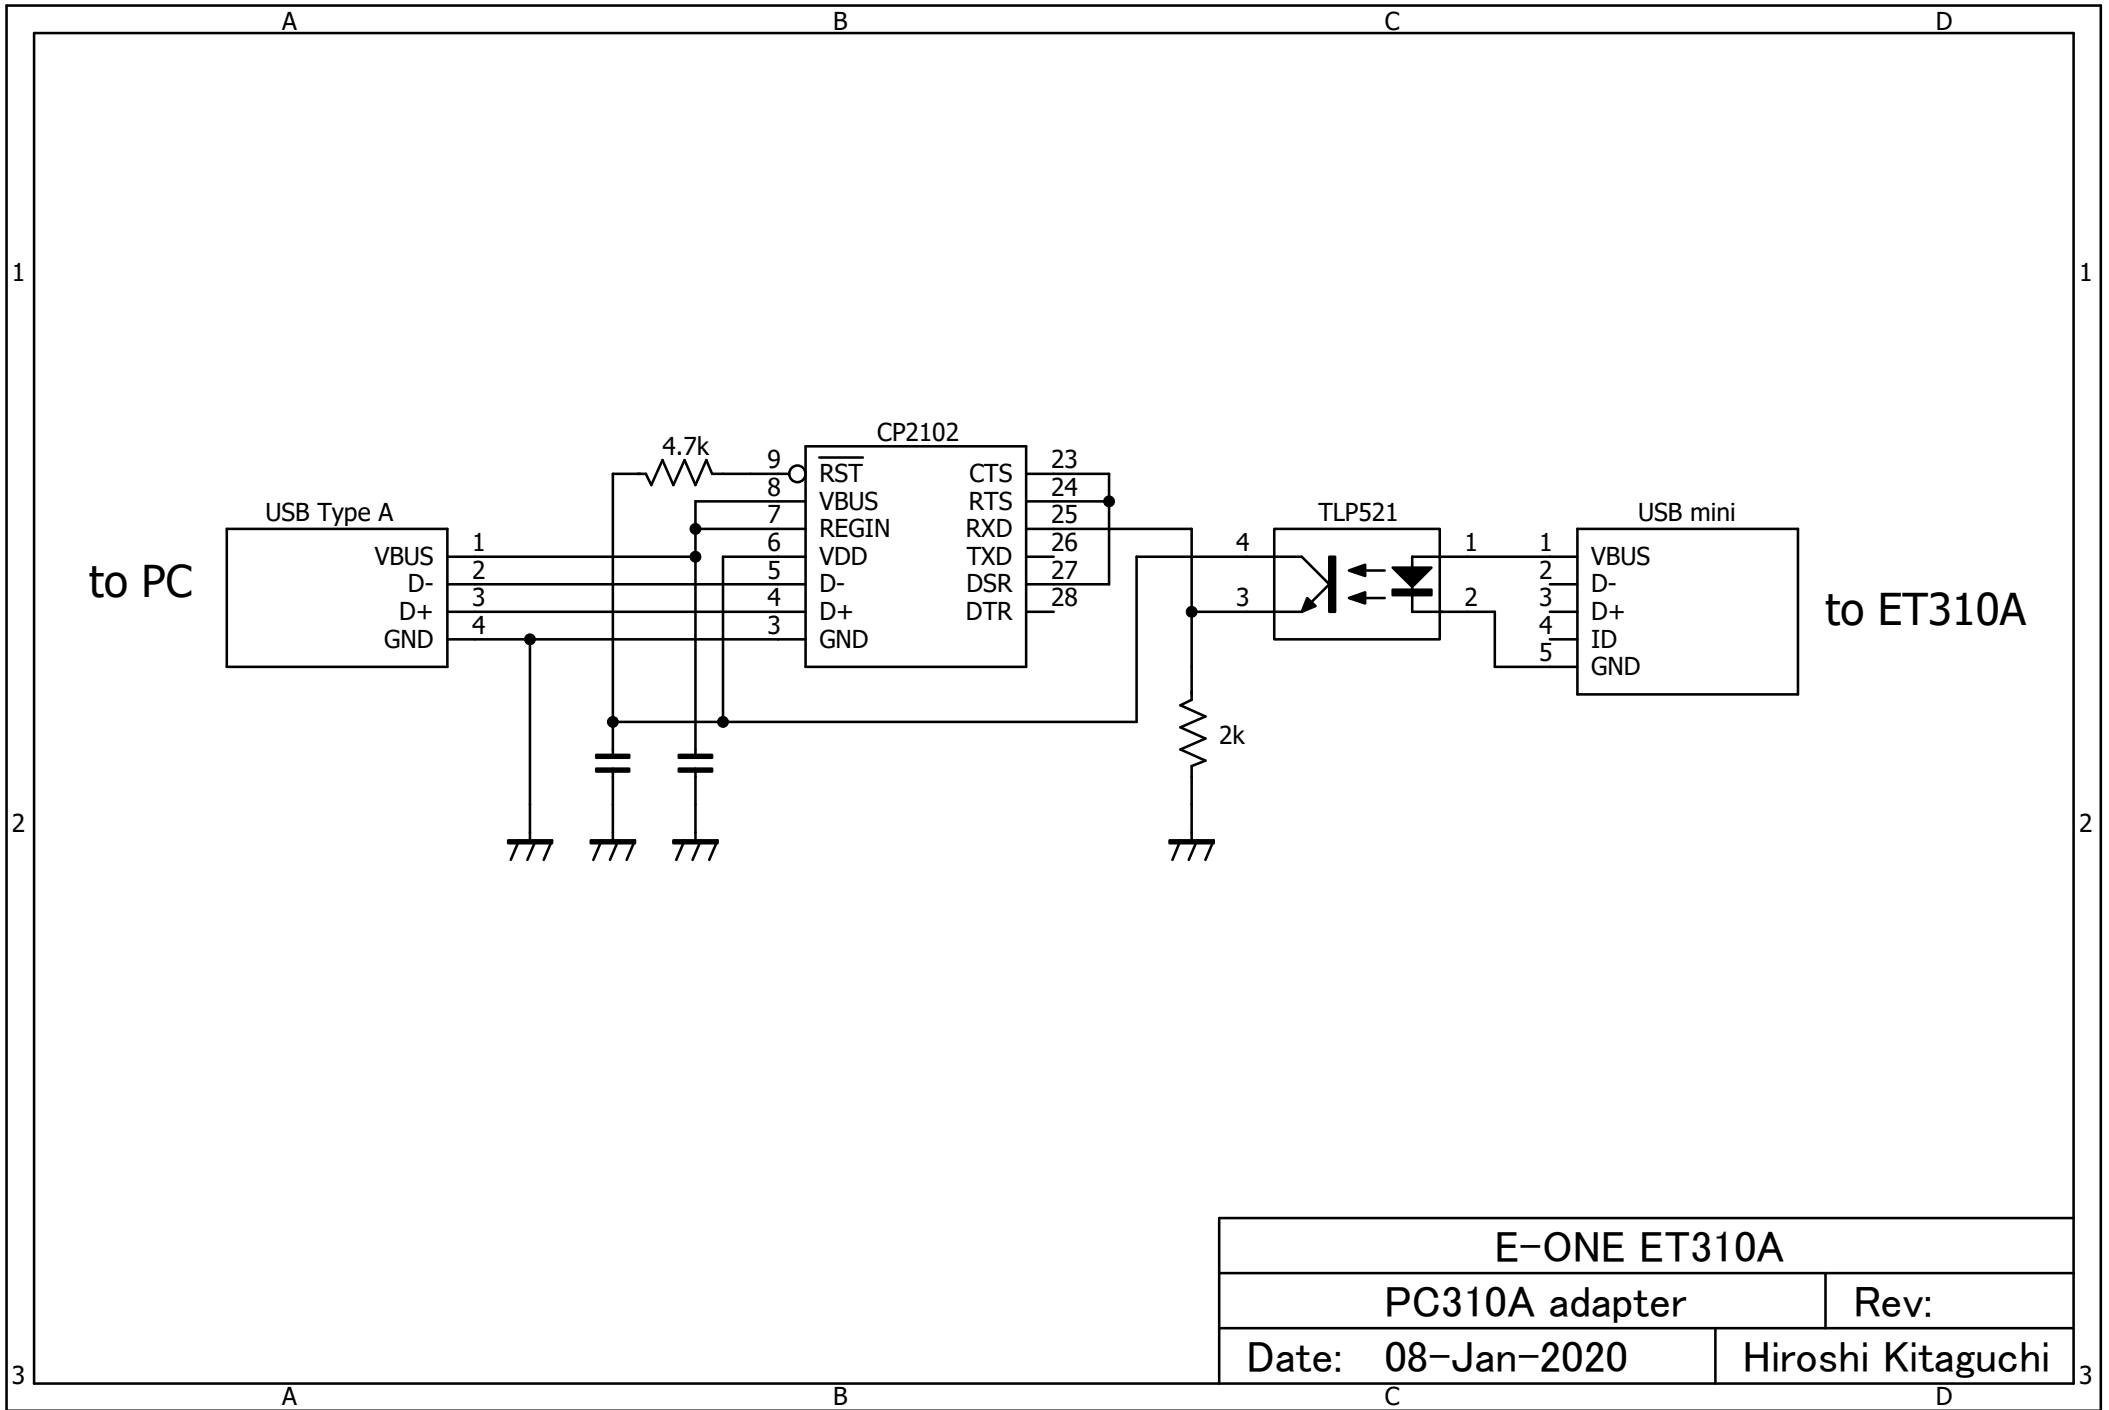 A B C D
1 1
CP2102
4.7k
9 RST CTS 23
8 VBUS RTS 24
7 REGIN RXD 25
6 VDD TXD 26
5 D- DSR 27
4 D+ DTR 28
3 GND
USB Type A
to PC
VBUS 1
D- 2
D+ 3
GND 4
TLP521
4 1
3 2
USB mini
1 VBUS
2 D-
3 D+
4 ID
5 GND
to ET310A
2k
2 2
E-ONE ET310A
PC310A adapter Rev:
Date: 08-Jan-2020 Hiroshi Kitaguchi
3 3
A B C D